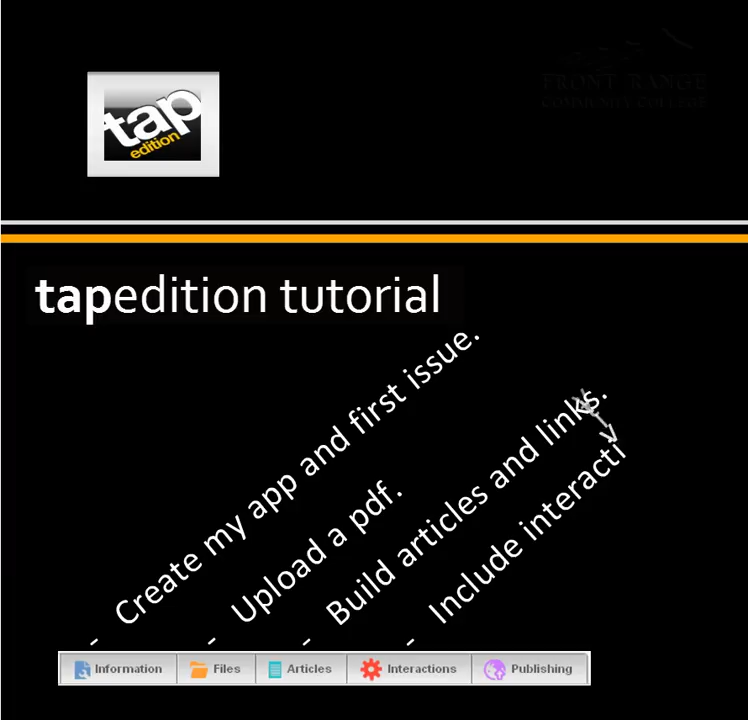 tap
edition
FRONT RANGE
COMMUNITY COLLEGE
tapedition tutorial
- Create my app and first issue.
- Upload a pdf.
- Build articles and links.
- Include interacti
Information Files Articles Interactions Publishing